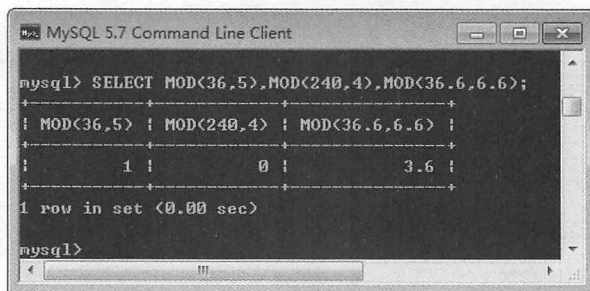 MySQL 5.7 Command Line Client
mysql> SELECT MOD(36,5),MOD(240,4),MOD(36.6,6.6);
+-----------+------------+---------------+
| MOD(36,5) | MOD(240,4) | MOD(36.6,6.6) |
+-----------+------------+---------------+
| 1 | 0 | 3.6 |
+-----------+------------+---------------+
1 row in set (0.00 sec)
mysql>